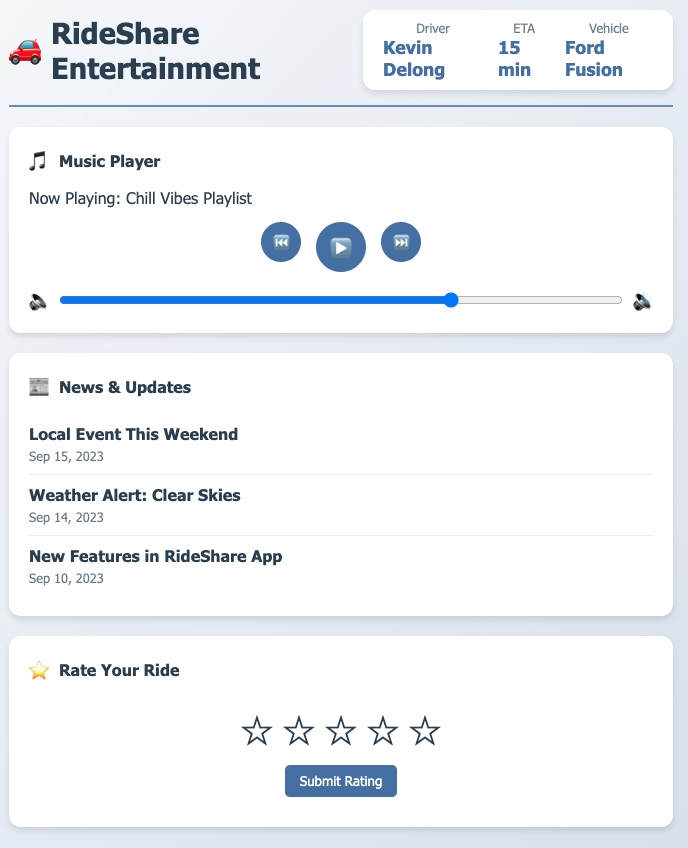 RideShare
Entertainment
Driver
Kevin
Delong
ETA
15
min
Vehicle
Ford
Fusion
Music Player
Now Playing: Chill Vibes Playlist
News & Updates
Local Event This Weekend
Sep 15, 2023
Weather Alert: Clear Skies
Sep 14, 2023
New Features in RideShare App
Sep 10, 2023
Rate Your Ride
Submit Rating